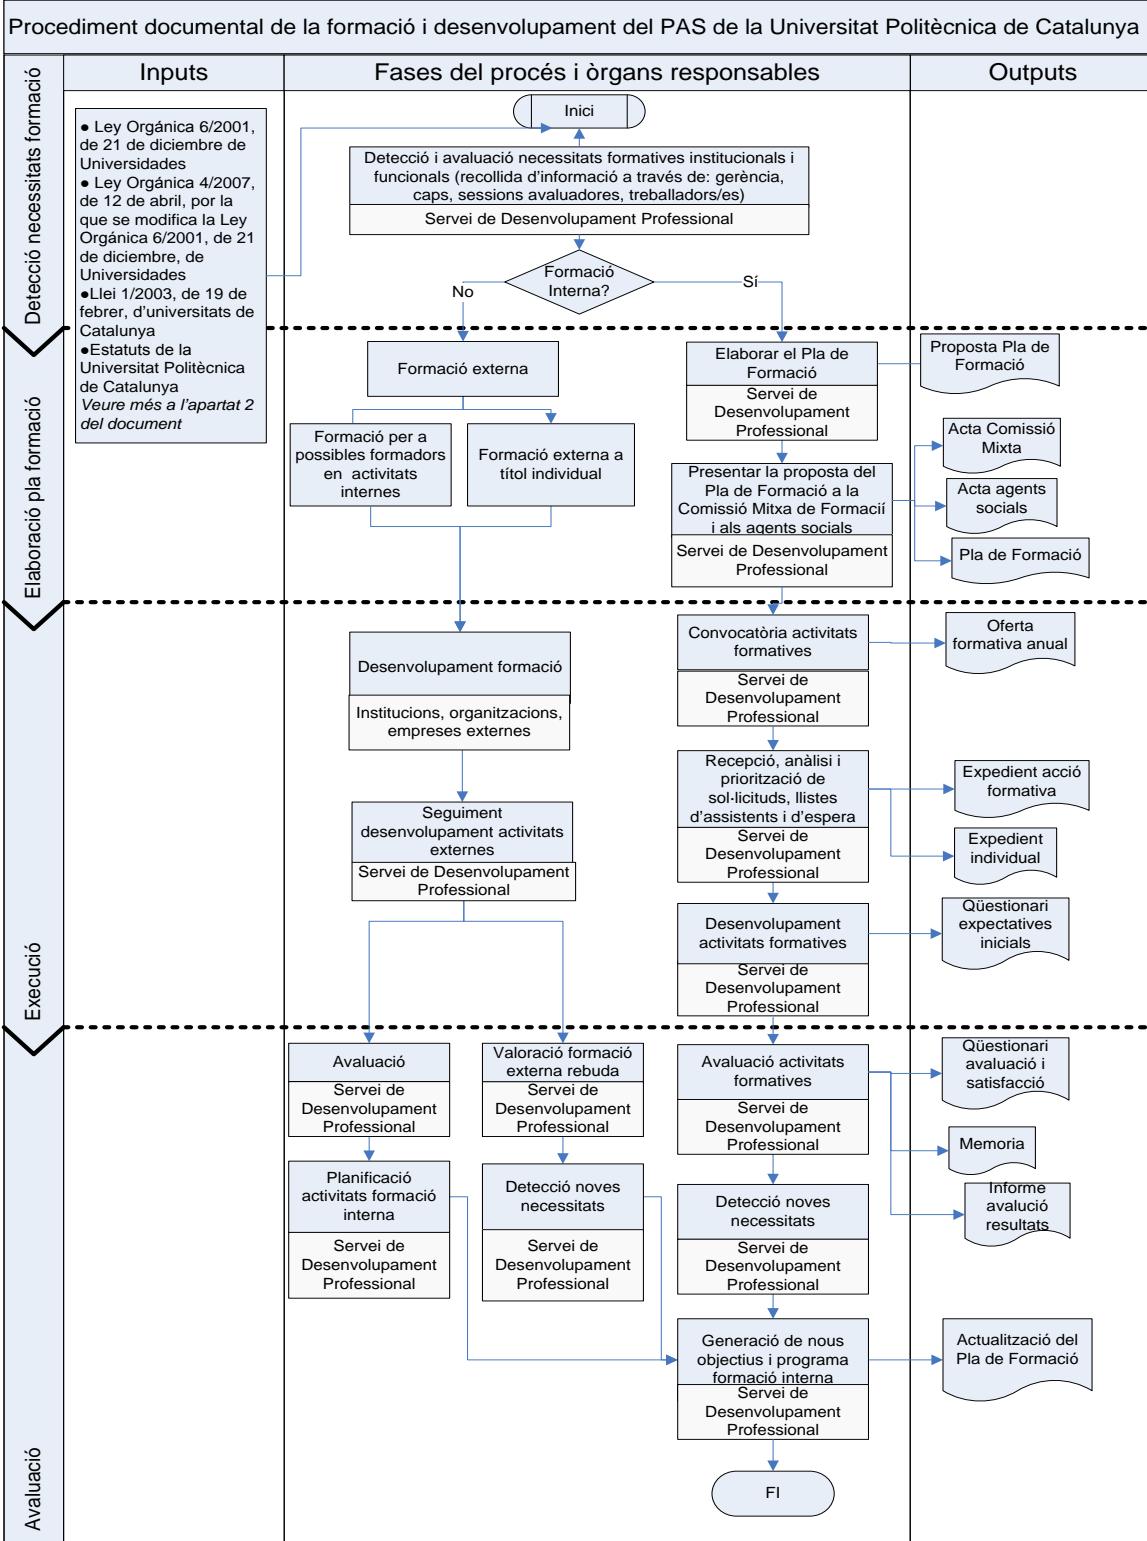 Procediment documental de la formació i desenvolupament del PAS de la Universitat Politècnica de Catalunya
Inputs
Fases del procés i òrgans responsables
Outputs
Detecció necessitats formació
● Ley Orgánica 6/2001,
de 21 de diciembre de
Universidades
● Ley Orgánica 4/2007,
de 12 de abril, por la
que se modifica la Ley
Orgánica 6/2001, de 21
de diciembre, de
Universidades
●Llei 1/2003, de 19 de
febrer, d'universitats de
Catalunya
●Estatuts de la
Universitat Politècnica
de Catalunya
Veure més a l'apartat 2
del document
Inici
Detecció i avaluació necessitats formatives institucionals i
funcionals (recollida d'informació a través de: gerència,
caps, sessions avaluadores, treballadors/es)
Servei de Desenvolupament Professional
Formació
Interna?
No
Sí
Elaboració pla formació
Formació externa
Formació per a
possibles formadors
en activitats
internes
Formació externa a
títol individual
Elaborar el Pla de
Formació
Servei de
Desenvolupament
Professional
Proposta Pla de
Formació
Presentar la proposta del
Pla de Formació a la
Comissió Mitxa de Formacií
i als agents socials
Servei de Desenvolupament
Professional
Acta Comissió
Mixta
Acta agents
socials
Pla de Formació
Execució
Desenvolupament formació
Institucions, organitzacions,
empreses externes
Seguiment
desenvolupament activitats
externes
Servei de Desenvolupament
Professional
Convocatòria activitats
formatives
Servei de
Desenvolupament
Professional
Oferta
formativa anual
Recepció, anàlisi i
priorització de
sol·licituds, llistes
d'assistents i d'espera
Servei de
Desenvolupament
Professional
Expedient acció
formativa
Expedient
individual
Desenvolupament
activitats formatives
Servei de
Desenvolupament
Professional
Qüestionari
expectatives
inicials
Avaluació
Avaluació
Servei de
Desenvolupament
Professional
Planificació
activitats formació
interna
Servei de
Desenvolupament
Professional
Valoració formació
externa rebuda
Servei de
Desenvolupament
Professional
Detecció noves
necessitats
Servei de
Desenvolupament
Professional
Avaluació activitats
formatives
Servei de
Desenvolupament
Professional
Qüestionari
avaluació i
satisfacció
Memoria
Informe
avalució
resultats
Detecció noves
necessitats
Servei de
Desenvolupament
Professional
Generació de nous
objectius i programa
formació interna
Servei de
Desenvolupament
Professional
Actualització del
Pla de Formació
FI